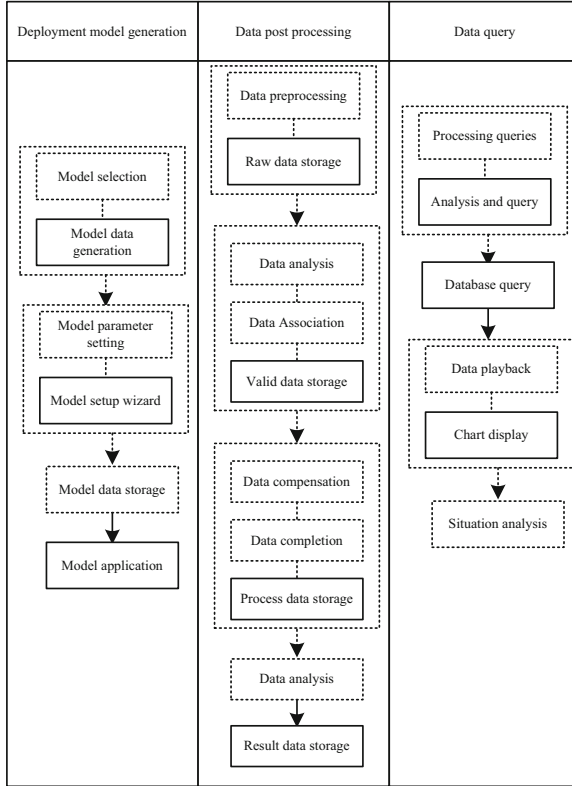 Deployment model generation
Data post processing
Data query
Model selection
Model data
generation
Model parameter
setting
Model setup wizard
Model data storage
Model application
Data preprocessing
Raw data storage
Data analysis
Data Association
Valid data storage
Data compensation
Data completion
Process data storage
Data analysis
Result data storage
Processing queries
Analysis and query
Database query
Data playback
Chart display
Situation analysis